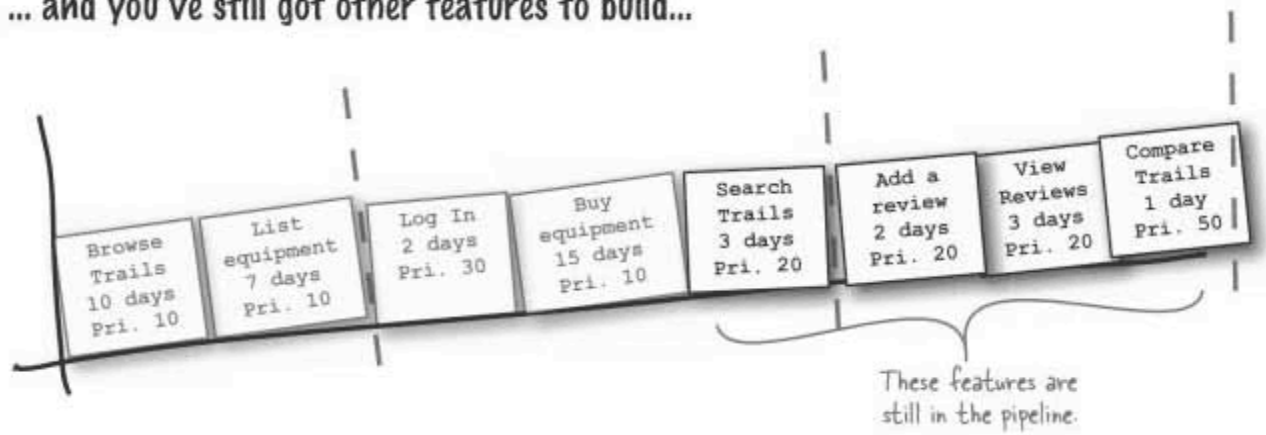 ... and you've still got other features to build...
Browse
Trails
10 days
Pri. 10
List
equipment
7 days
Pri. 10
Log In
2 days
Pri. 30
Buy
equipment
15 days
Pri. 10
Search
Trails
3 days
Pri. 20
Add a
review
2 days
Pri. 20
View
Reviews
3 days
Pri. 20
Compare
Trails
1 day
Pri. 50
These features are
still in the pipeline.